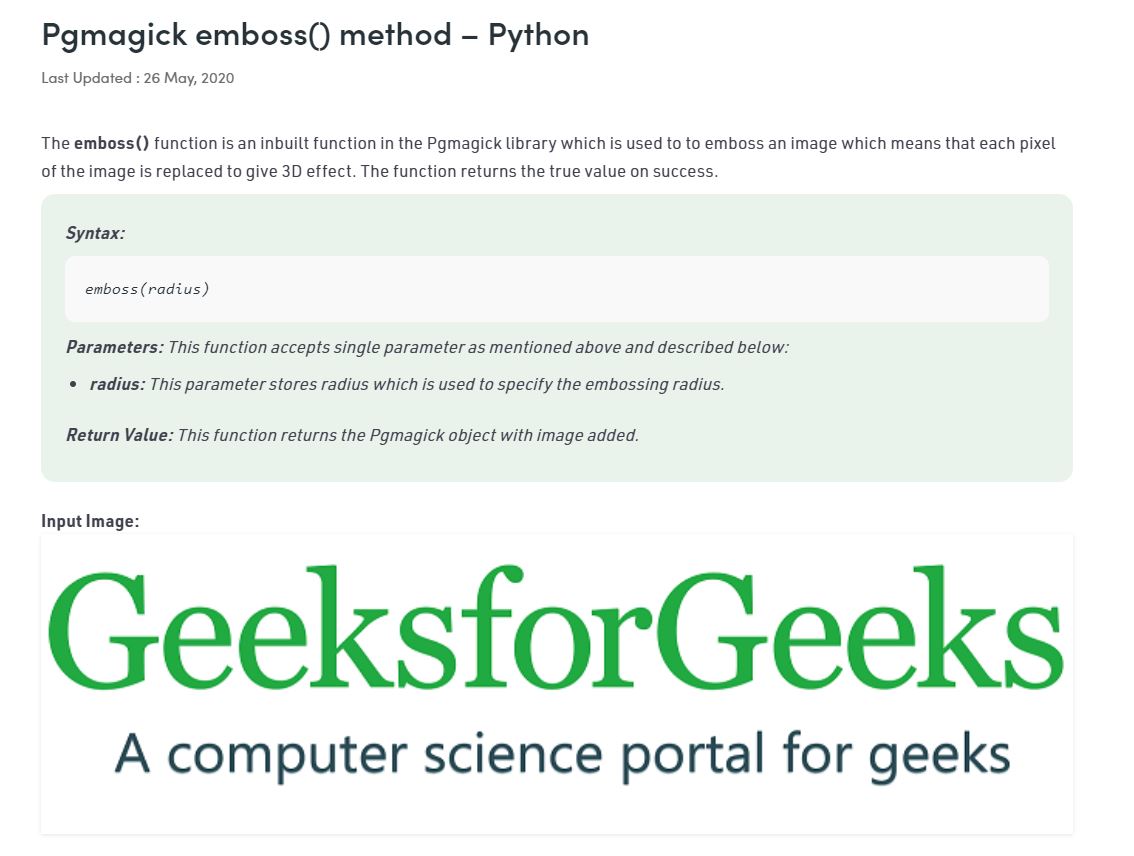 Pgmagick emboss() method – Python
Last Updated : 26 May, 2020
The emboss() function is an inbuilt function in the Pgmagick library which is used to to emboss an image which means that each pixel
of the image is replaced to give 3D effect. The function returns the true value on success.
Syntax:
emboss(radius)
Parameters: This function accepts single parameter as mentioned above and described below:
• radius: This parameter stores radius which is used to specify the embossing radius.
Return Value: This function returns the Pgmagick object with image added.
Input Image:
GeeksforGeeks
A computer science portal for geeks